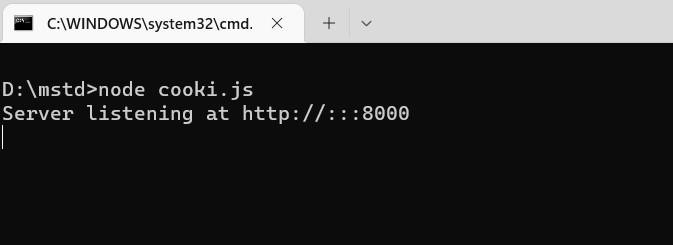 C:\WINDOWS\system32\cmd.
D:\mstd>node cooki.js
Server listening at http://:::8000